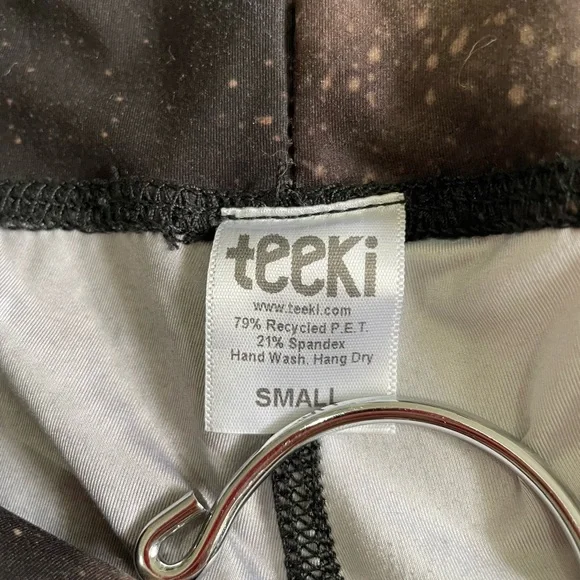 teeki
www.teeki.com
79% Recycled P.E.T.
21% Spandex
Hand Wash. Hang Dry
SMALL